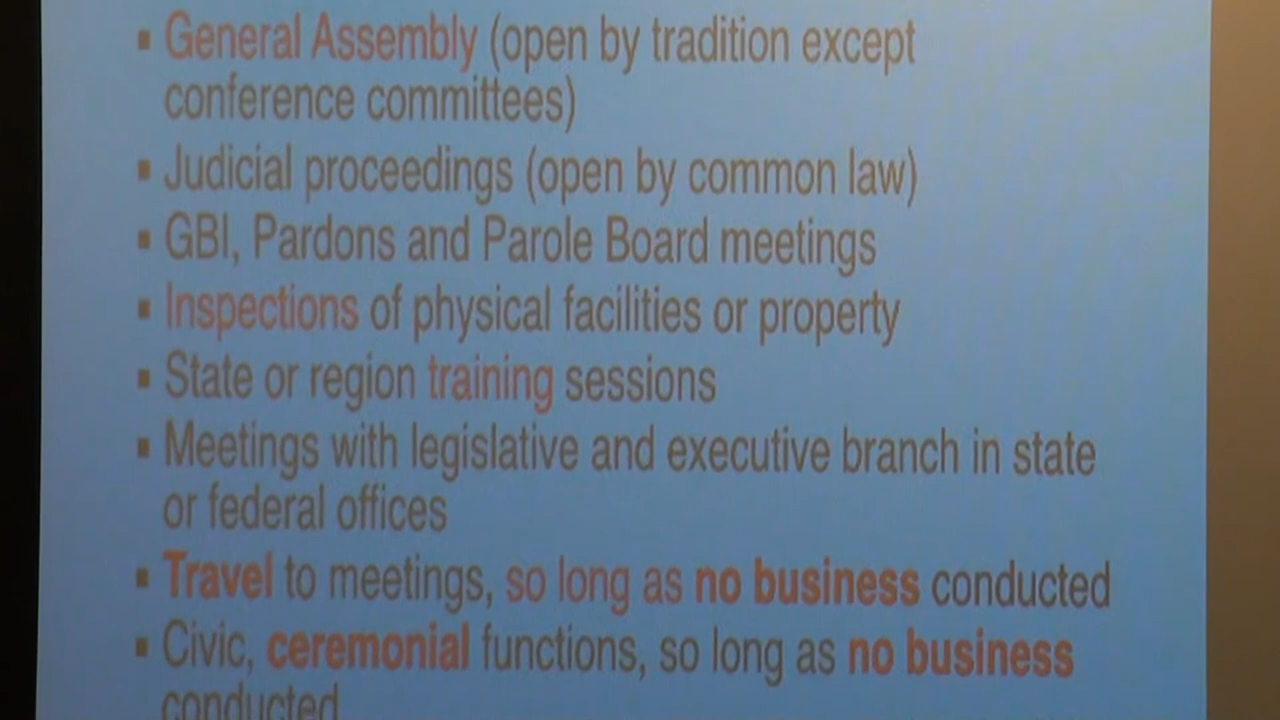 ▪ General Assembly (open by tradition except
conference committees)
▪ Judicial proceedings (open by common law)
▪ GBI, Pardons and Parole Board meetings
▪ Inspections of physical facilities or property
▪ State or region training sessions
▪ Meetings with legislative and executive branch in state
or federal offices
▪ Travel to meetings, so long as no business conducted
▪ Civic, ceremonial functions, so long as no business
conducted